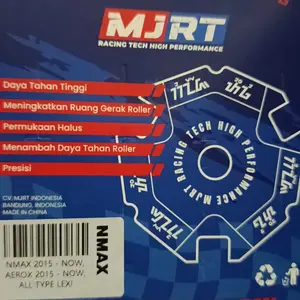 MJRT
RACING TECH HIGH PERFORMANCE
Daya Tahan Tinggi
Meningkatkan Ruang Gerak Roller
Permukaan Halus
Menambah Daya Tahan Roller
Presisi
RACING TECH HIGH PERFORMANCE MJRT
CV. MJRT INDONESIA
BANDUNG, INDONESIA
MADE IN CHINA
NMAX 2015 - NOW,
AEROX 2015 - NOW,
ALL TYPE LEXI
NMAX